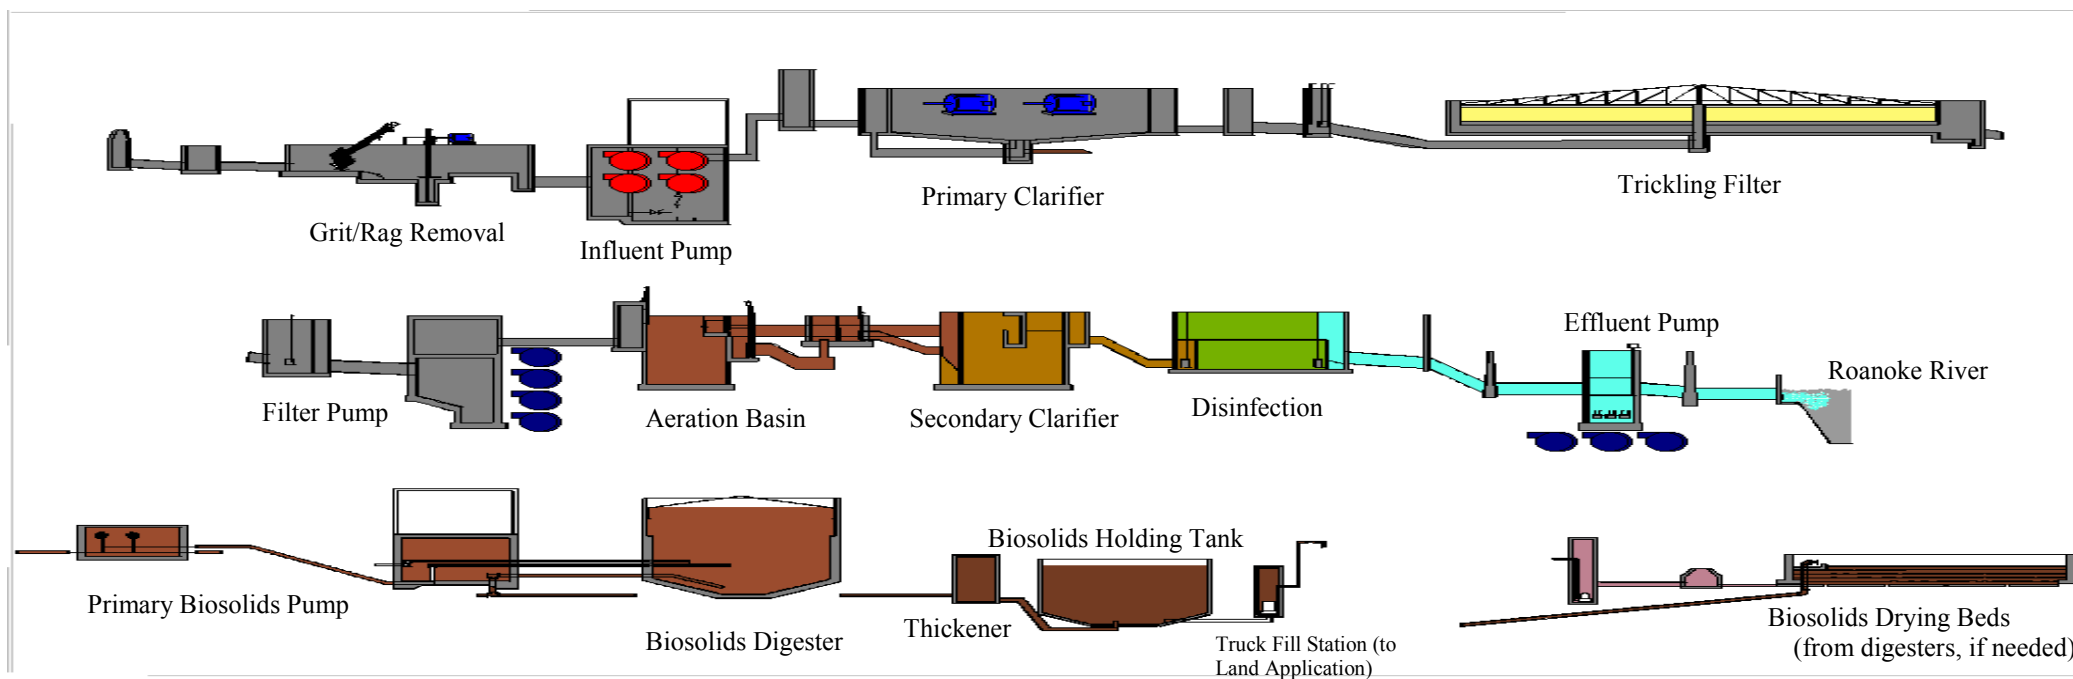 Grit/Rag Removal
Influent Pump
Primary Clarifier
Trickling Filter
Filter Pump
Aeration Basin
Secondary Clarifier
Disinfection
Effluent Pump
Roanoke River
Primary Biosolids Pump
Biosolids Digester
Thickener
Biosolids Holding Tank
Truck Fill Station (to
Land Application)
Biosolids Drying Beds
(from digesters, if needed)